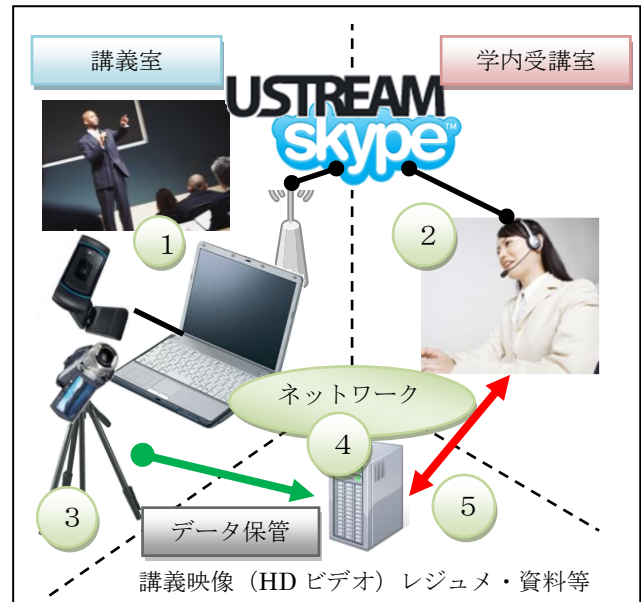 講義室
学内受講室
USTREAM
skype™
1
2
ネットワーク
4
3
5
データ保管
講義映像（HD ビデオ）レジュメ・資料等